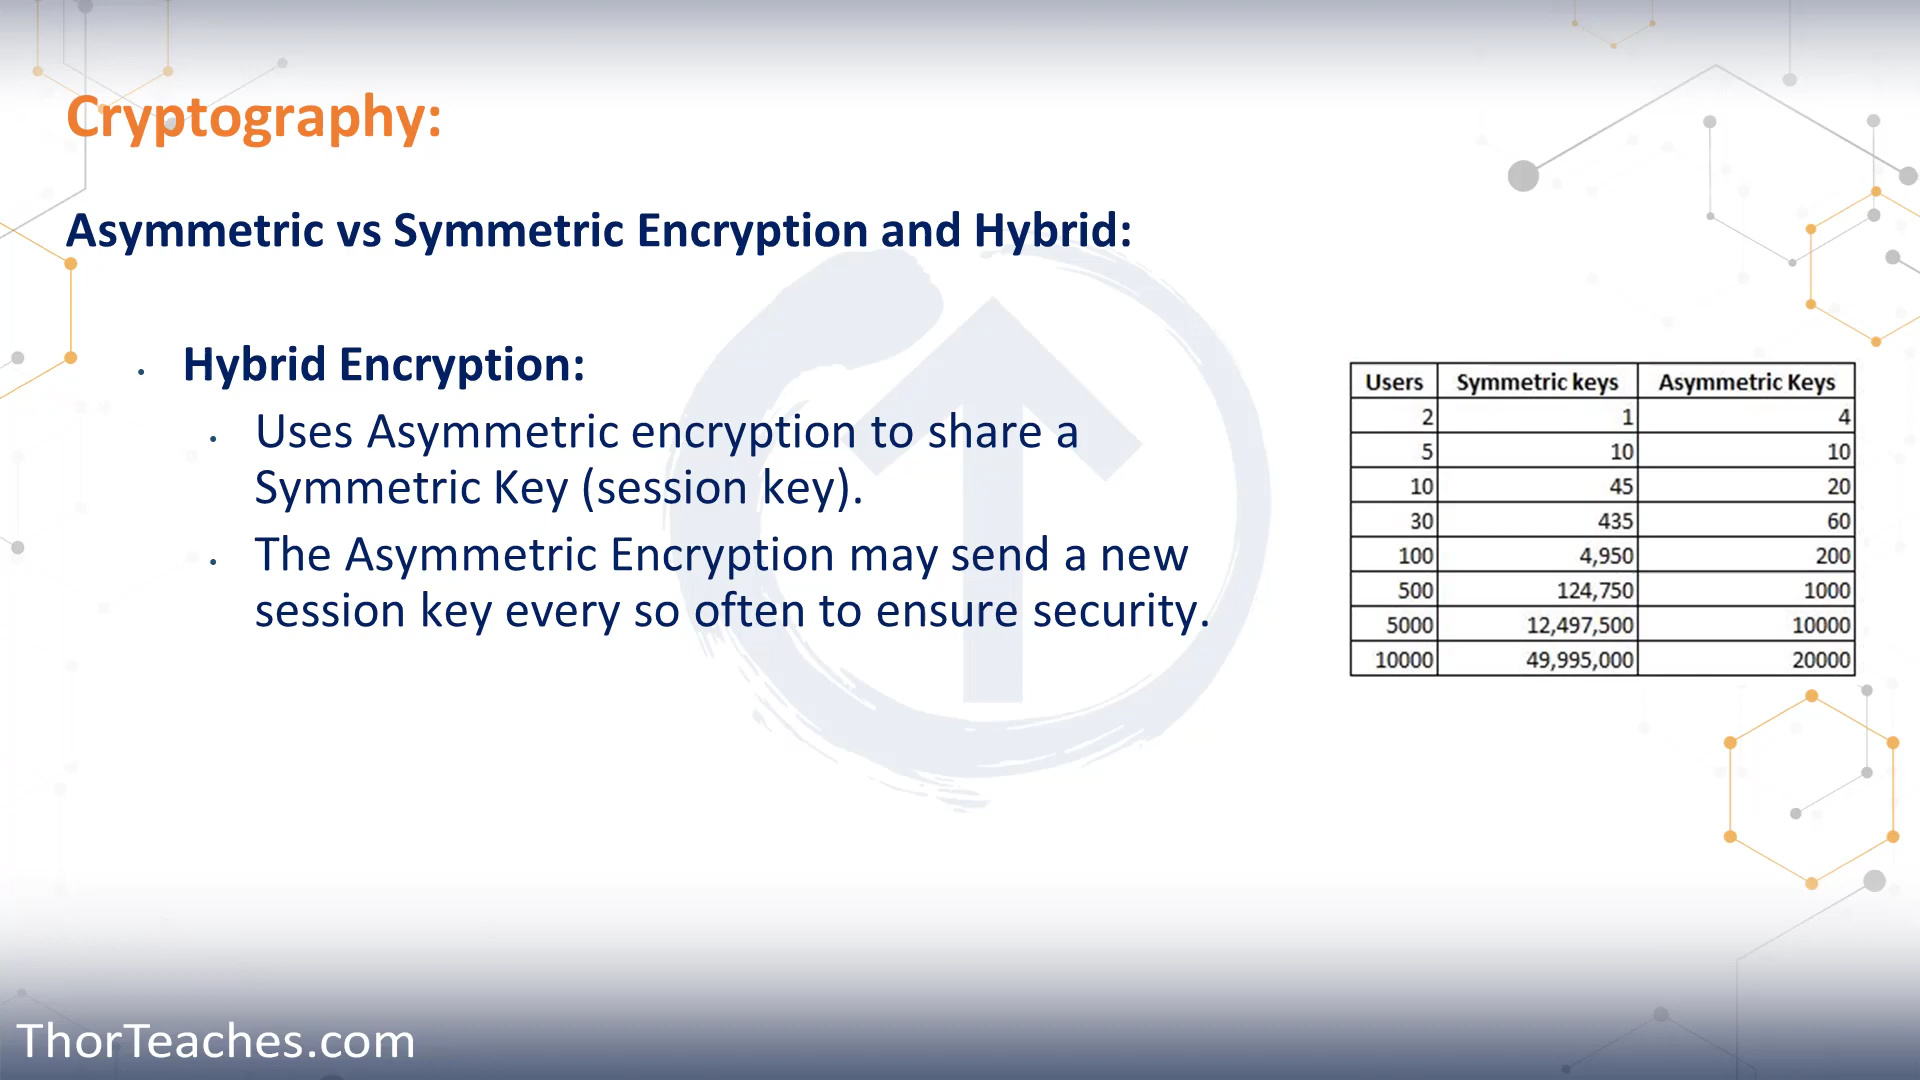 Cryptography:
Asymmetric vs Symmetric Encryption and Hybrid:
• Hybrid Encryption:
• Uses Asymmetric encryption to share a
Symmetric Key (session key).
• The Asymmetric Encryption may send a new
session key every so often to ensure security.
Users Symmetric keys Asymmetric Keys
2 1 4
5 10 10
10 45 20
30 435 60
100 4,950 200
500 124,750 1000
5000 12,497,500 10000
10000 49,995,000 20000
ThorTeaches.com